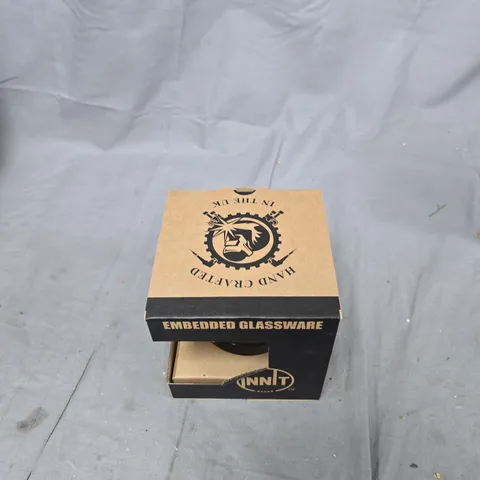 IN THE UK
HAND CRAFTED
EMBEDDED GLASSWARE
INNIT